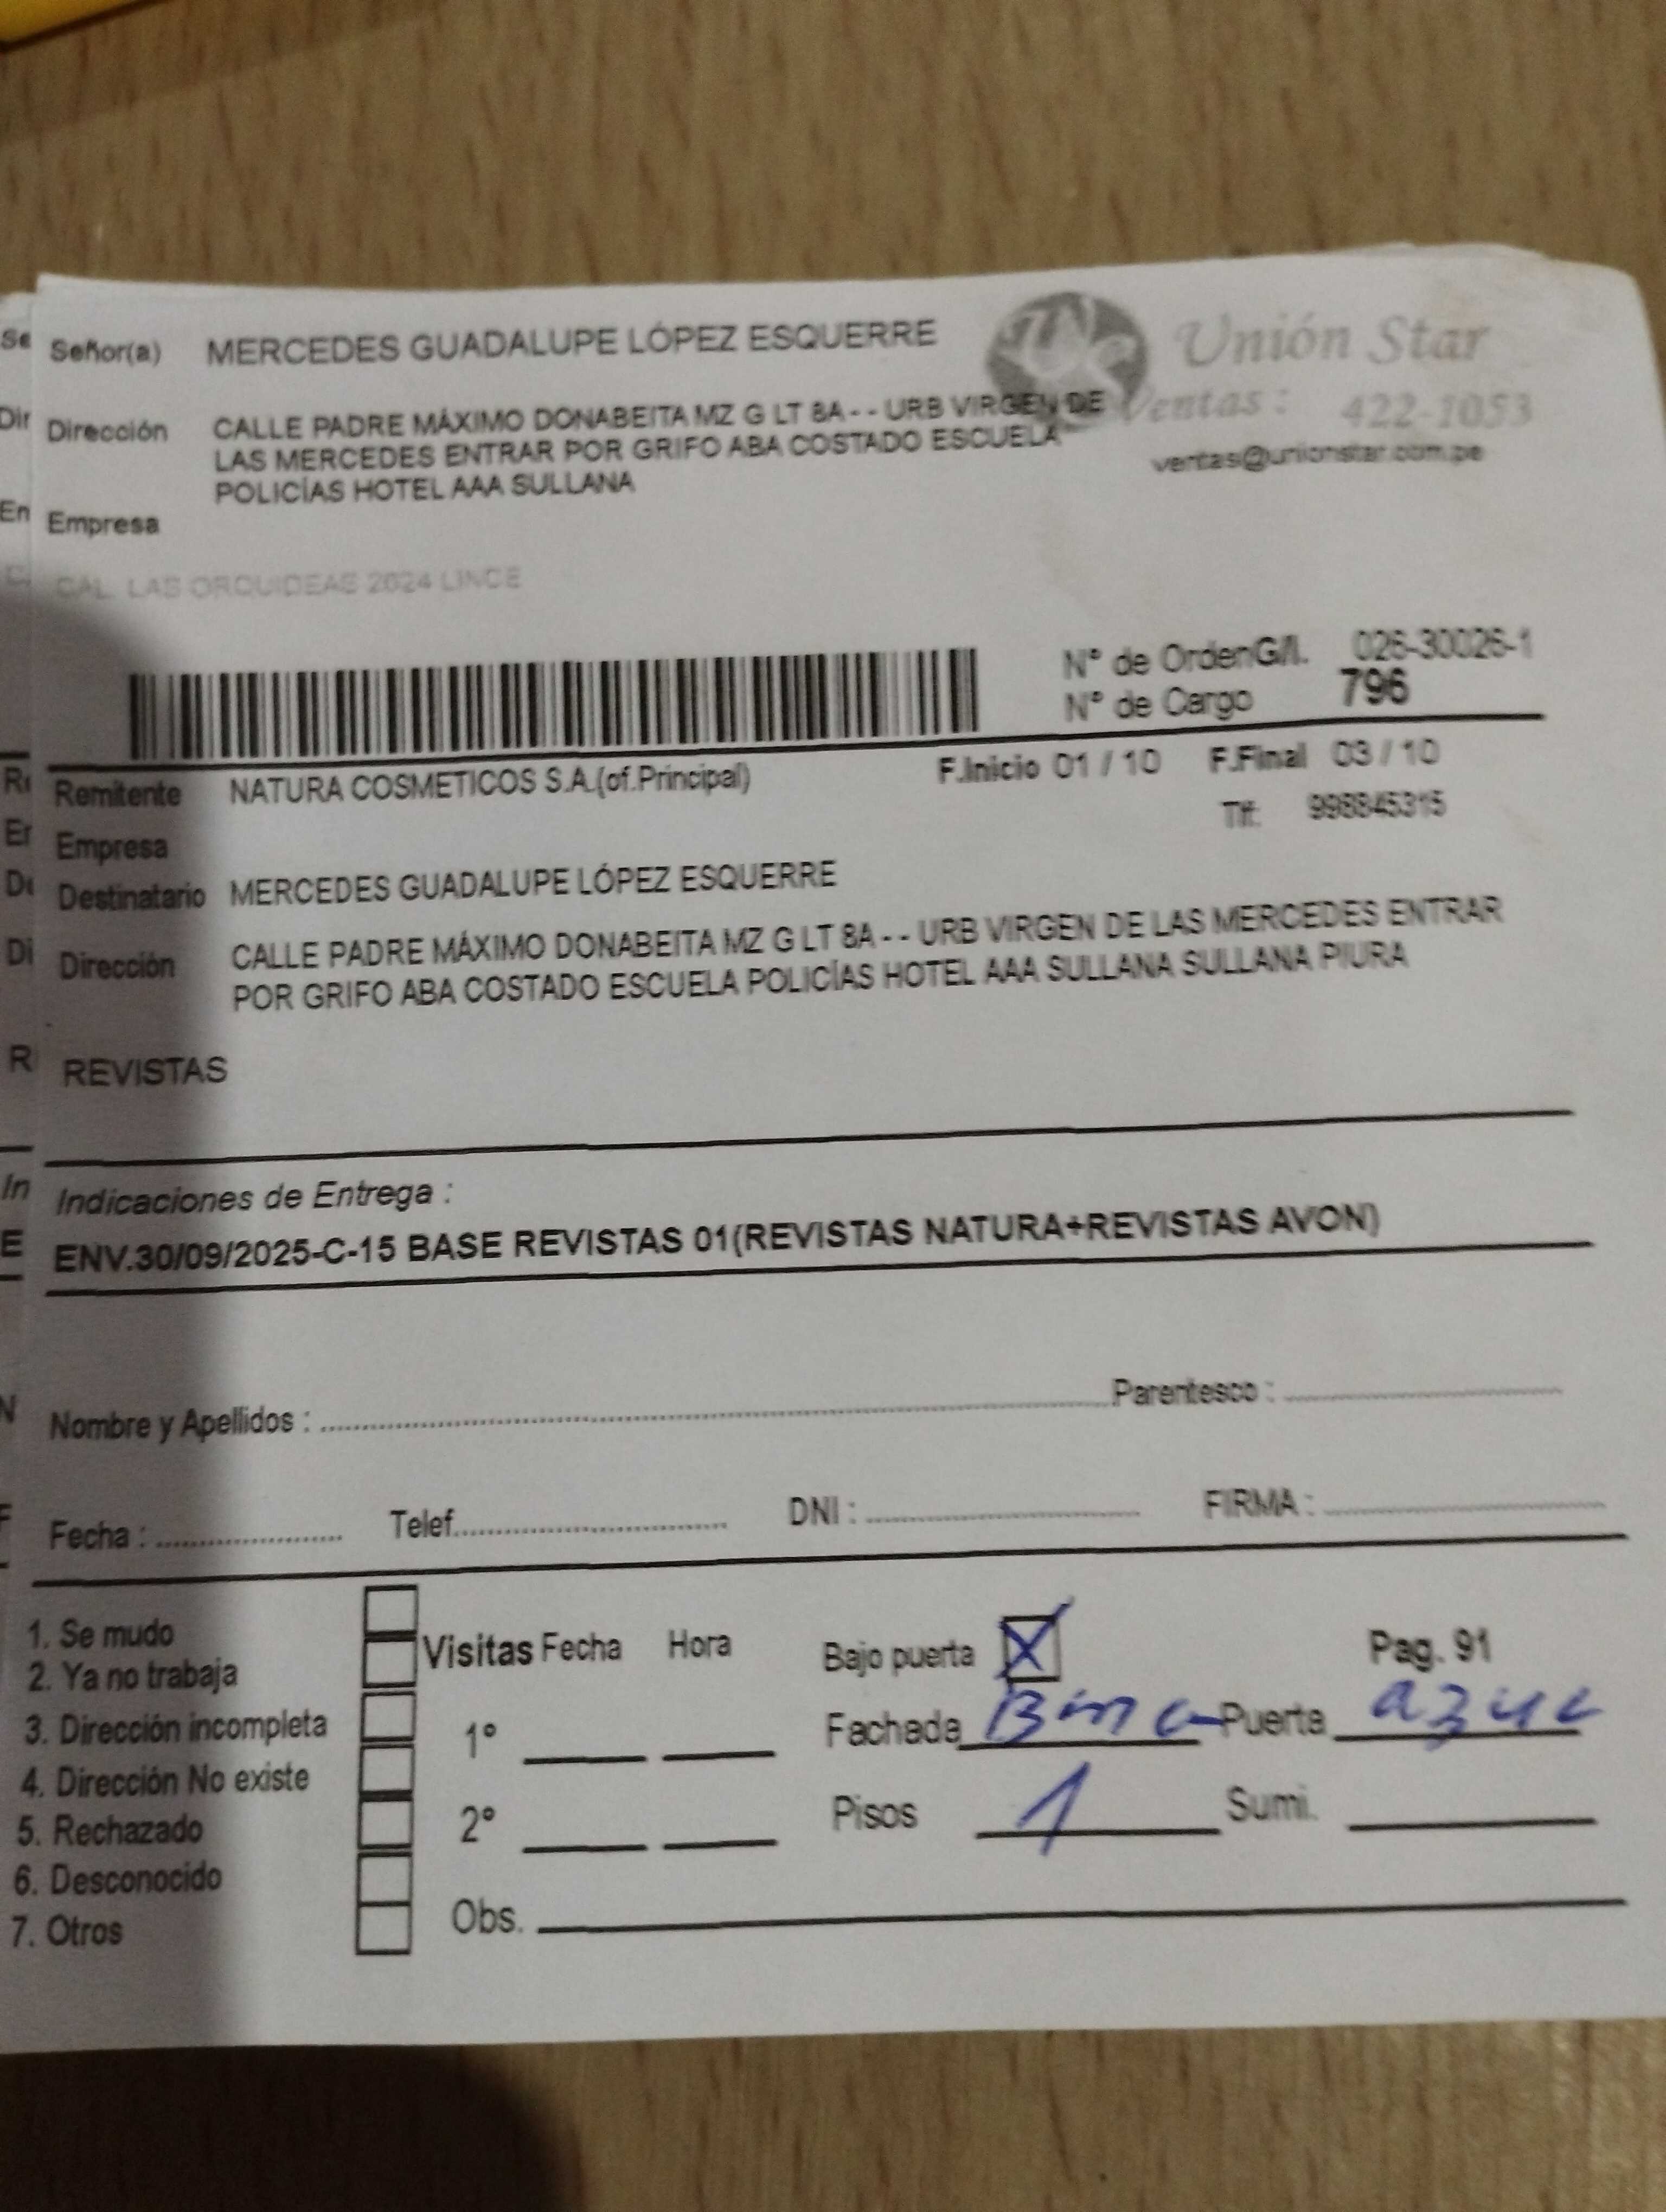 Señor(a) MERCEDES GUADALUPE LÓPEZ ESQUERRE
Unión Star
Ventas : 422-1053
ventas@unionstar.com.pe
Dirección CALLE PADRE MÁXIMO DONABEITA MZ G LT 8A - - URB VIRGEN DE
LAS MERCEDES ENTRAR POR GRIFO ABA COSTADO ESCUELA
POLICÍAS HOTEL AAA SULLANA
Empresa
CAL. LAS ORQUIDEAS 2624 LINCE
Nº de OrdenG/I. 026-30026-1
Nº de Cargo 796
Remitente NATURA COSMETICOS S.A.(of.Principal) F.Inicio 01 / 10 F.Final 03 / 10
Tlf: 998845315
Empresa
Destinatario MERCEDES GUADALUPE LÓPEZ ESQUERRE
Dirección CALLE PADRE MÁXIMO DONABEITA MZ G LT 8A - - URB VIRGEN DE LAS MERCEDES ENTRAR
POR GRIFO ABA COSTADO ESCUELA POLICÍAS HOTEL AAA SULLANA SULLANA PIURA
REVISTAS
Indicaciones de Entrega :
ENV.30/09/2025-C-15 BASE REVISTAS 01(REVISTAS NATURA+REVISTAS AVON)
Nombre y Apellidos : Parentesco :
Fecha : Telef. DNI : FIRMA :
1. Se mudo
2. Ya no trabaja
3. Dirección incompleta
4. Dirección No existe
5. Rechazado
6. Desconocido
7. Otros
Visitas Fecha Hora
1º
2º
Obs.
Bajo puerta X Pag. 91
Fachada Puerta azul
Pisos 1 Sumi.